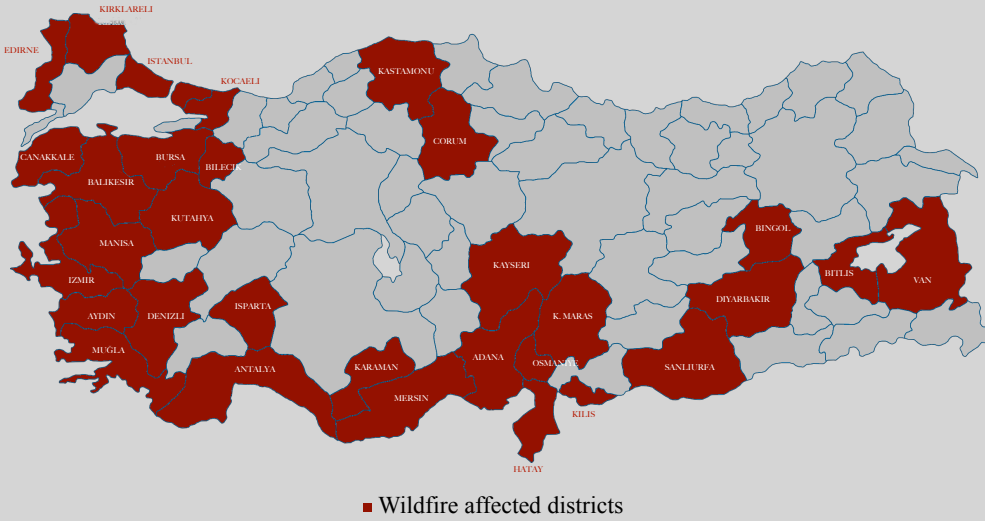 KIRKLARELI
EDIRNE
ISTANBUL
KOCAELI
KASTAMONU
CORUM
CANAKKALE
BURSA
BILECIK
BALIKESIR
KUTAHYA
BINGOL
MANISA
KAYSERI
IZMIR
BITLIS
VAN
ISPARTA
DIYARBAKIR
AYDIN
DENIZLI
K. MARAS
MUĞLA
ADANA
OSMANIYE
ANTALYA
KARAMAN
SANLIURFA
MERSIN
KILIS
HATAY
Wildfire affected districts